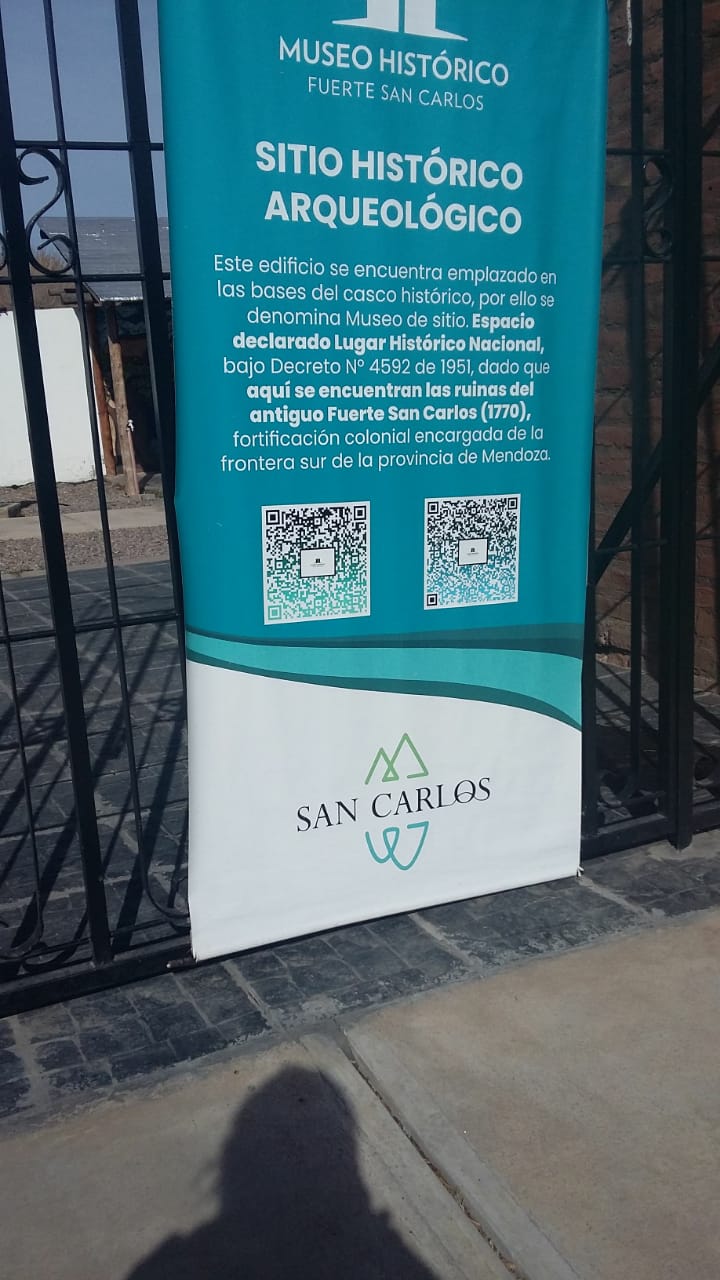 MUSEO HISTÓRICO
FUERTE SAN CARLOS
SITIO HISTÓRICO
ARQUEOLÓGICO
Este edificio se encuentra emplazado en
las bases del casco histórico, por ello se
denomina Museo de sitio. Espacio
declarado Lugar Histórico Nacional,
bajo Decreto Nº 4592 de 1951, dado que
aquí se encuentran las ruinas del
antiguo Fuerte San Carlos (1770),
fortificación colonial encargada de la
frontera sur de la provincia de Mendoza.
SAN CARLOS